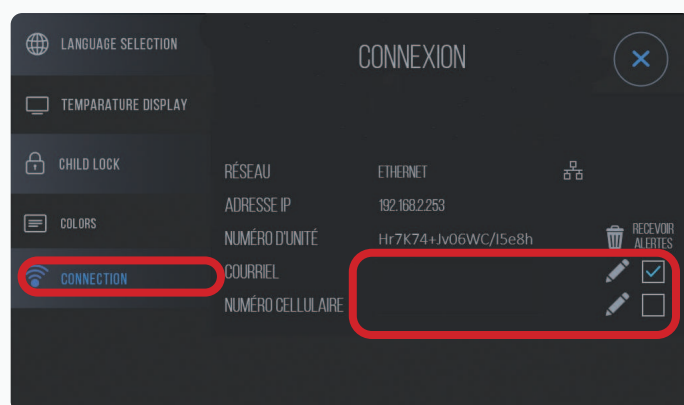 LANGUAGE SELECTION
TEMPARATURE DISPLAY
CHILD LOCK
COLORS
CONNECTION
CONNEXION
RÉSEAU ETHERNET
ADRESSE IP 192.168.2.253
NUMÉRO D'UNITÉ Hr7K74+Jv06WC/I5e8h
RECEVOIR
ALERTES
COURRIEL
NUMÉRO CELLULAIRE